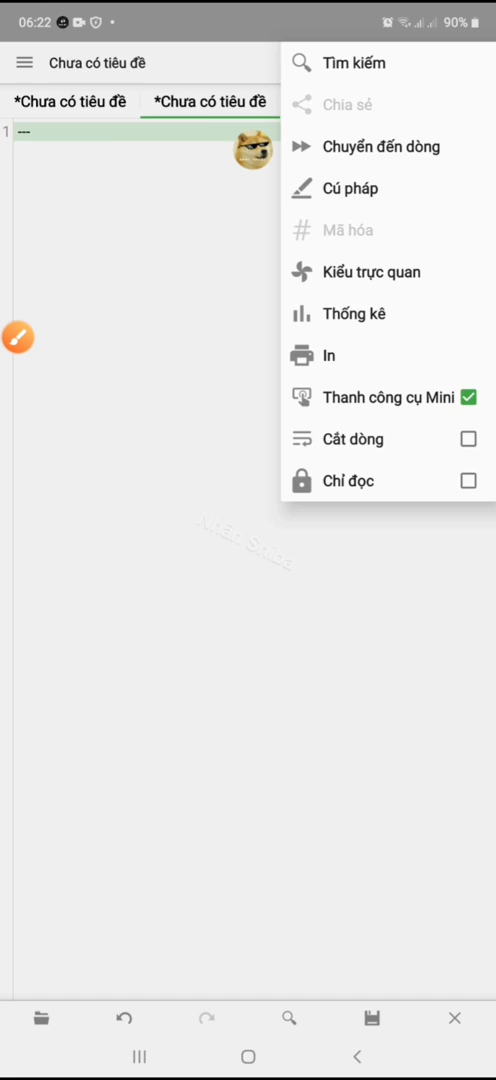 06:22
90%
Chưa có tiêu đề
*Chưa có tiêu đề
*Chưa có tiêu đề
1 ---
Tìm kiếm
Chia sẻ
Chuyển đến dòng
Cú pháp
Mã hóa
Kiểu trực quan
Thống kê
In
Thanh công cụ Mini
Cắt dòng
Chỉ đọc
Nhân Shiba